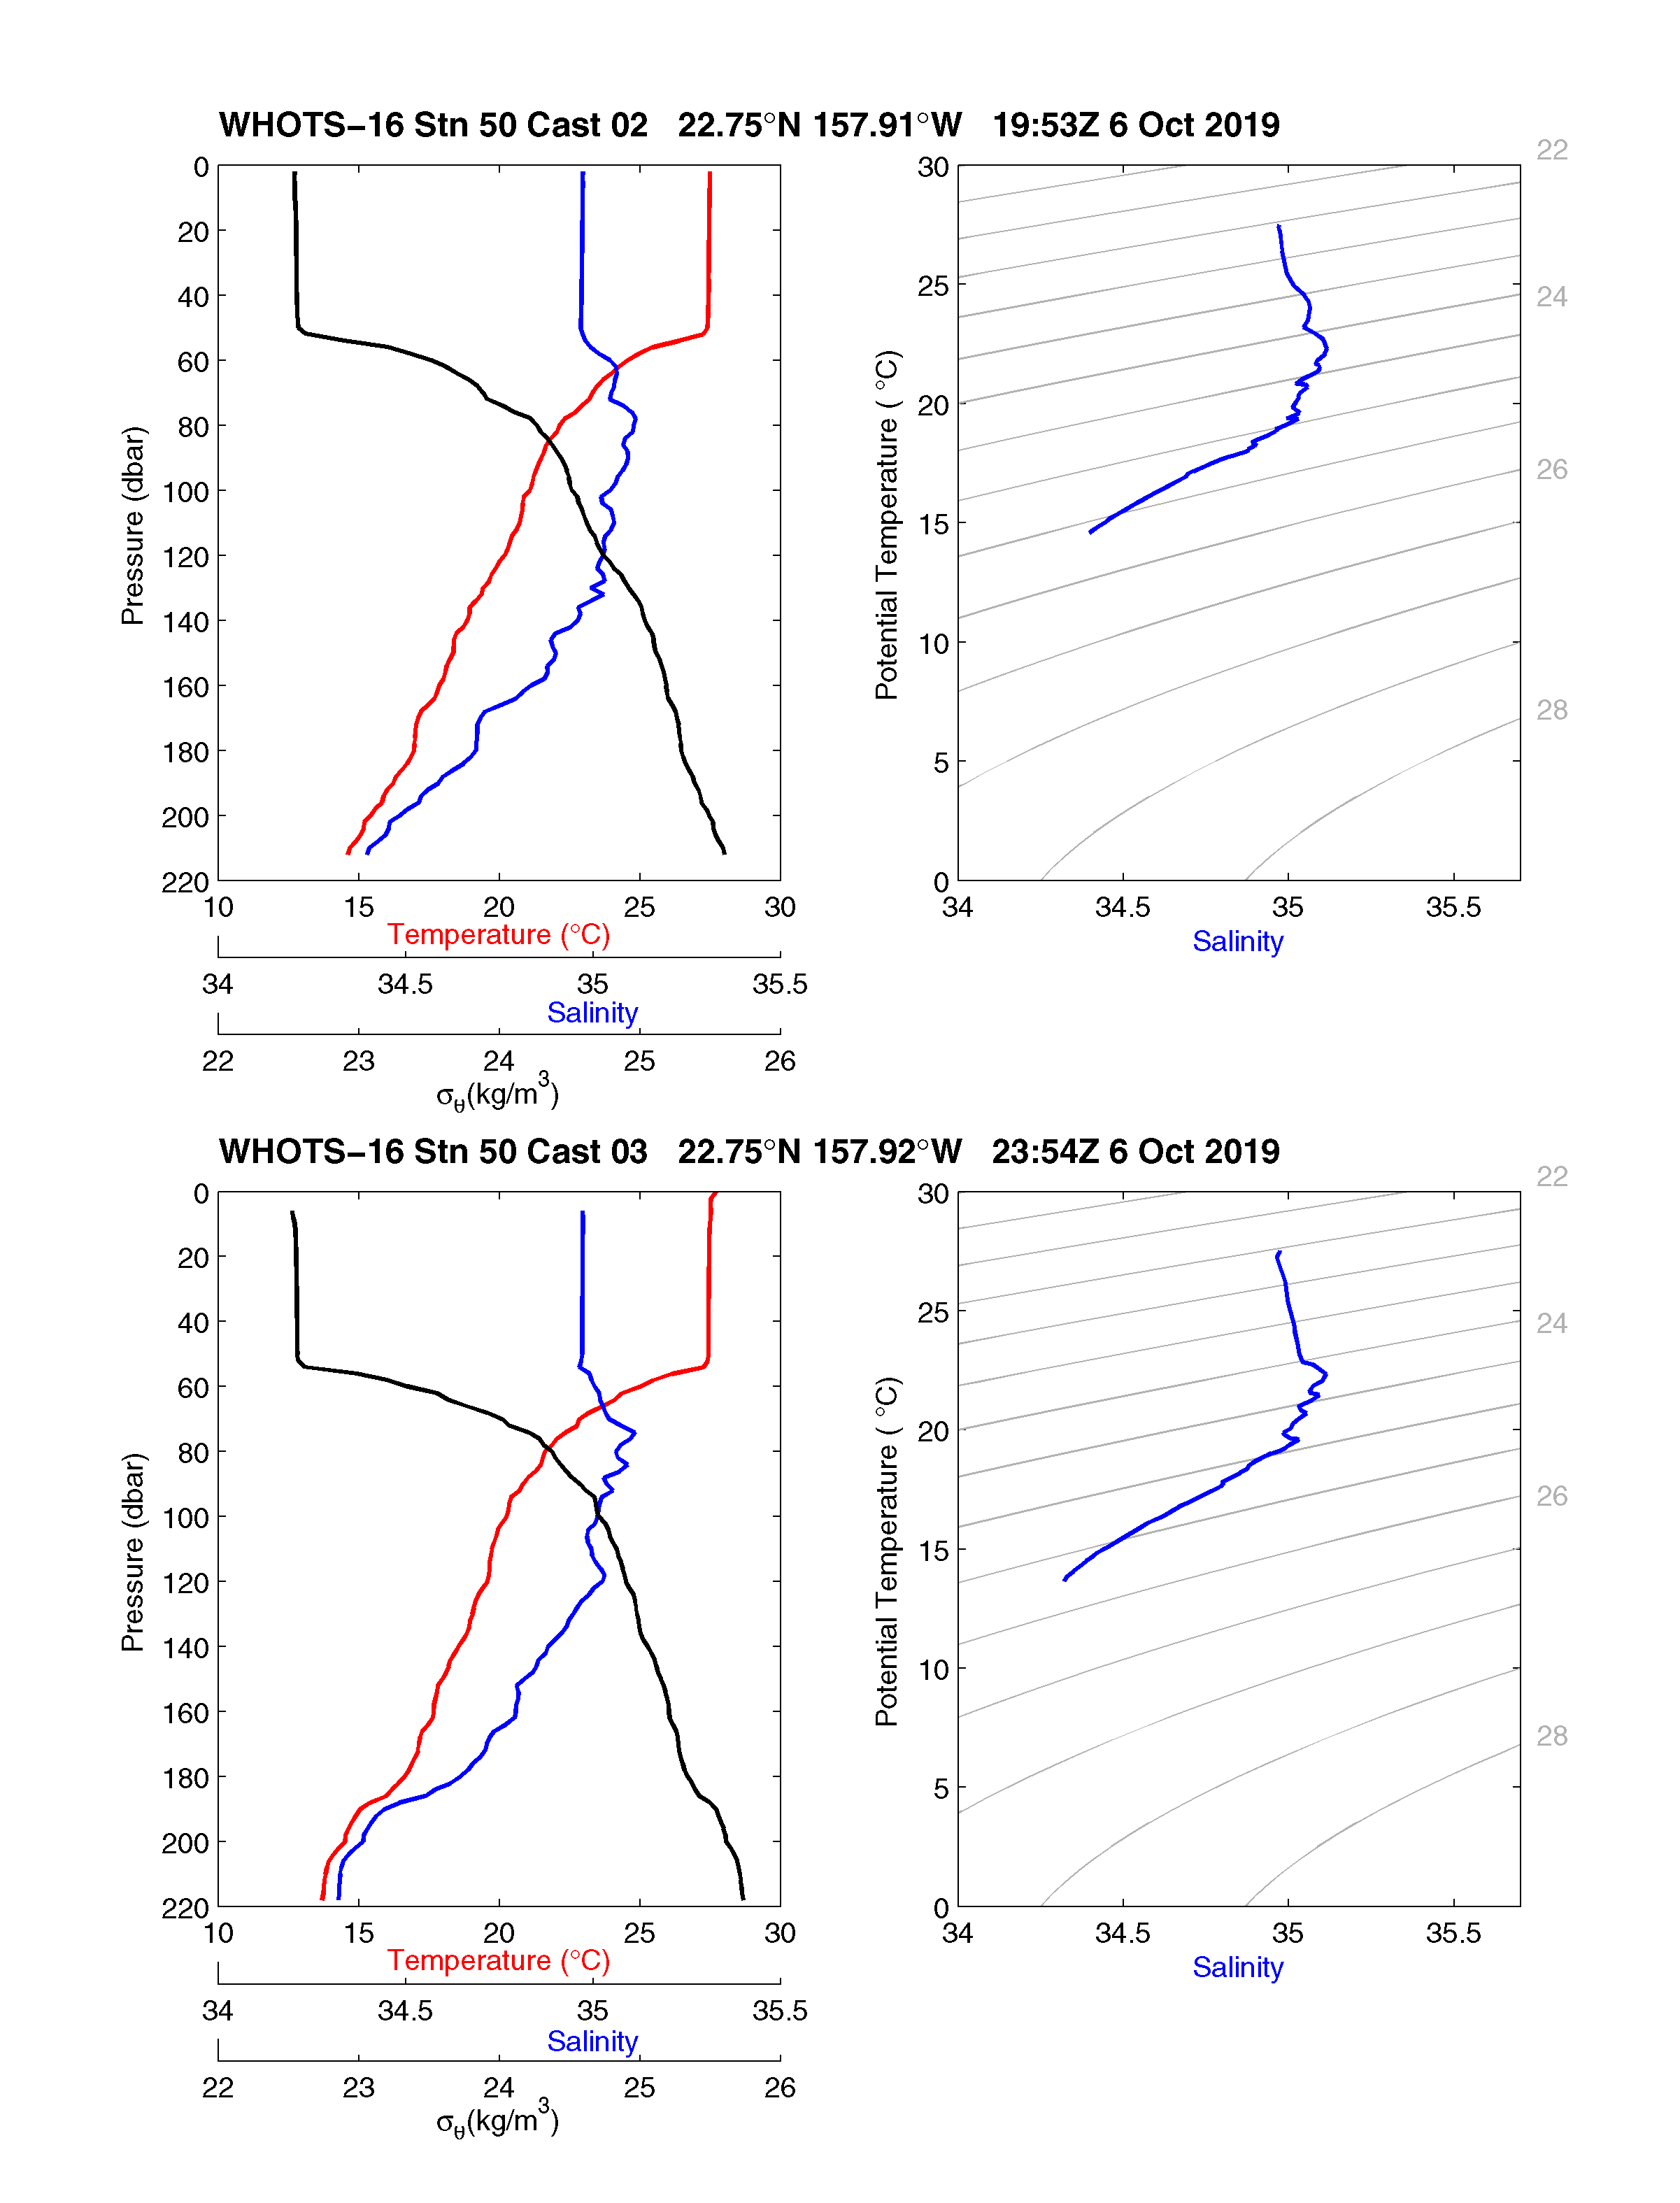 WHOTS−16 Stn 50 Cast 02   22.75°N 157.91°W   19:53Z 6 Oct 2019
0
20
40
60
80
100
120
140
160
180
200
220
Pressure (dbar)
10 15 20 25 30
Temperature (°C)
34 34.5 35 35.5
Salinity
22 23 24 25 26
σθ(kg/m³)
30
25
20
15
10
5
0
Potential Temperature ( °C)
34 34.5 35 35.5
Salinity
22
24
26
28
WHOTS−16 Stn 50 Cast 03   22.75°N 157.92°W   23:54Z 6 Oct 2019
0
20
40
60
80
100
120
140
160
180
200
220
Pressure (dbar)
10 15 20 25 30
Temperature (°C)
34 34.5 35 35.5
Salinity
22 23 24 25 26
σθ(kg/m³)
30
25
20
15
10
5
0
Potential Temperature ( °C)
34 34.5 35 35.5
Salinity
22
24
26
28